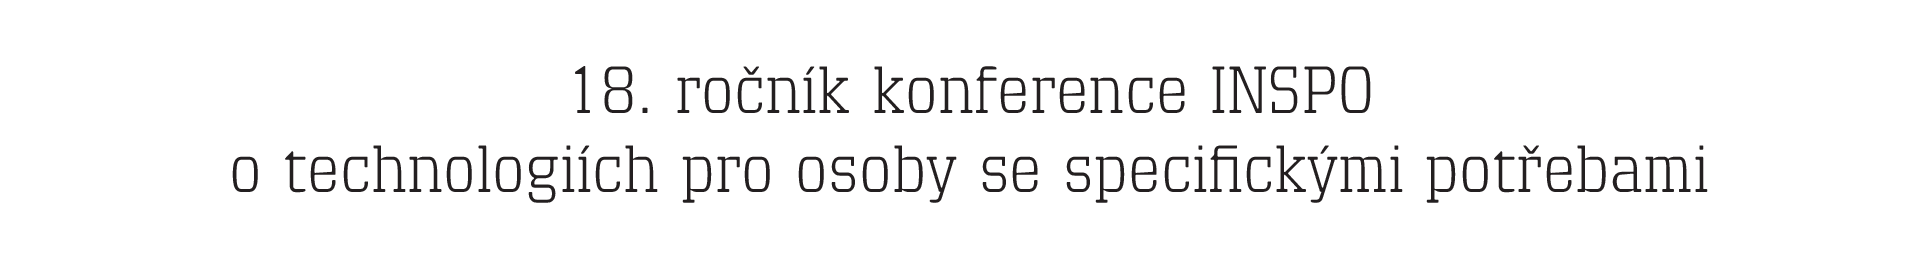 18. ročník konference INSPO
o technologiích pro osoby se specifickými potřebami